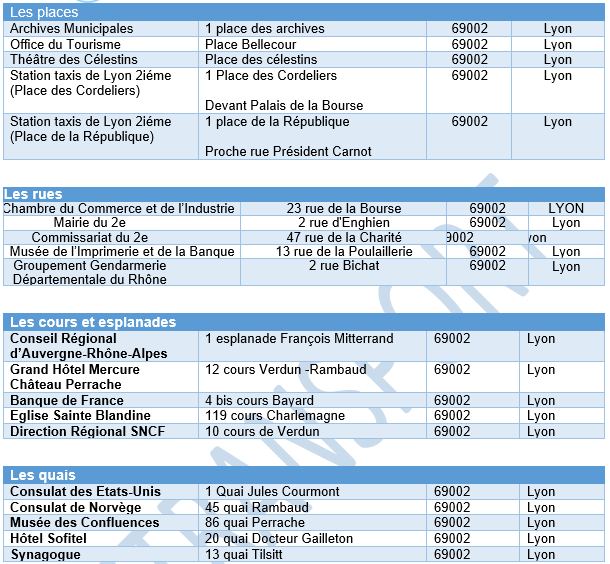 Les places
Archives Municipales 1 place des archives 69002 Lyon
Office du Tourisme Place Bellecour 69002 Lyon
Théâtre des Célestins Place des célestins 69002 Lyon
Station taxis de Lyon 2iéme 1 Place des Cordeliers 69002 Lyon
(Place des Cordeliers)
Devant Palais de la Bourse
Station taxis de Lyon 2iéme 1 place de la République 69002 Lyon
(Place de la République)
Proche rue Président Carnot
Les rues
Chambre du Commerce et de l'Industrie 23 rue de la Bourse 69002 LYON
Mairie du 2e 2 rue d'Enghien 69002 Lyon
Commissariat du 2e 47 rue de la Charité 9002 yon
Musée de l'Imprimerie et de la Banque 13 rue de la Poulaillerie 69002 Lyon
Groupement Gendarmerie 2 rue Bichat 69002 Lyon
Départementale du Rhône
Les cours et esplanades
Conseil Régional 1 esplanade François Mitterrand 69002 Lyon
d'Auvergne-Rhône-Alpes
Grand Hôtel Mercure 12 cours Verdun -Rambaud 69002 Lyon
Château Perrache
Banque de France 4 bis cours Bayard 69002 Lyon
Eglise Sainte Blandine 119 cours Charlemagne 69002 Lyon
Direction Régional SNCF 10 cours de Verdun 69002 Lyon
Les quais
Consulat des Etats-Unis 1 Quai Jules Courmont 69002 Lyon
Consulat de Norvège 45 quai Rambaud 69002 Lyon
Musée des Confluences 86 quai Perrache 69002 Lyon
Hôtel Sofitel 20 quai Docteur Gailleton 69002 Lyon
Synagogue 13 quai Tilsitt 69002 Lyon